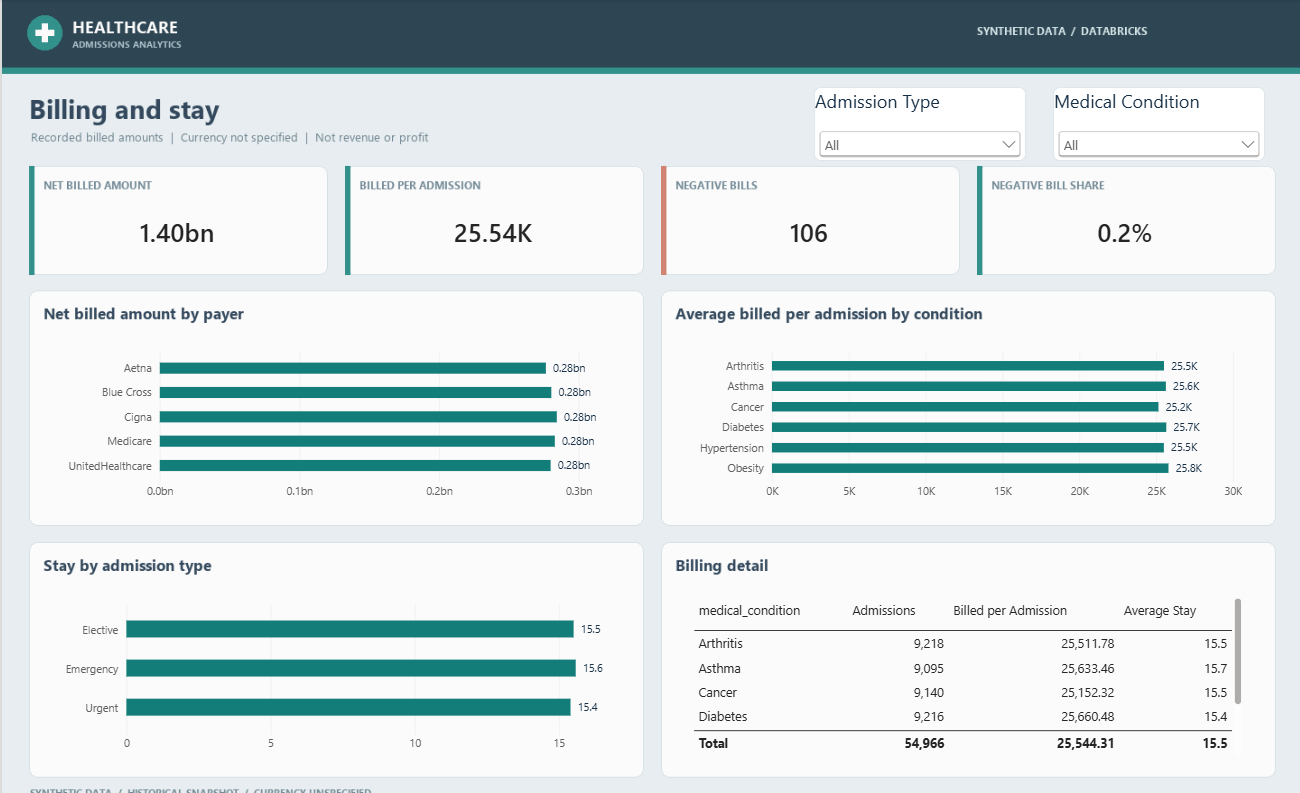 HEALTHCARE
ADMISSIONS ANALYTICS
SYNTHETIC DATA / DATABRICKS
Billing and stay
Recorded billed amounts | Currency not specified | Not revenue or profit
Admission Type
All
Medical Condition
All
NET BILLED AMOUNT
1.40bn
BILLED PER ADMISSION
25.54K
NEGATIVE BILLS
106
NEGATIVE BILL SHARE
0.2%
Net billed amount by payer
Aetna 0.28bn
Blue Cross 0.28bn
Cigna 0.28bn
Medicare 0.28bn
UnitedHealthcare 0.28bn
0.0bn 0.1bn 0.2bn 0.3bn
Average billed per admission by condition
Arthritis 25.5K
Asthma 25.6K
Cancer 25.2K
Diabetes 25.7K
Hypertension 25.5K
Obesity 25.8K
0K 5K 10K 15K 20K 25K 30K
Stay by admission type
Elective 15.5
Emergency 15.6
Urgent 15.4
0 5 10 15
Billing detail
medical_condition Admissions Billed per Admission Average Stay
Arthritis 9,218 25,511.78 15.5
Asthma 9,095 25,633.46 15.7
Cancer 9,140 25,152.32 15.5
Diabetes 9,216 25,660.48 15.4
Total 54,966 25,544.31 15.5
SYNTHETIC DATA / HISTORICAL SNAPSHOT / CURRENCY UNSPECIFIED